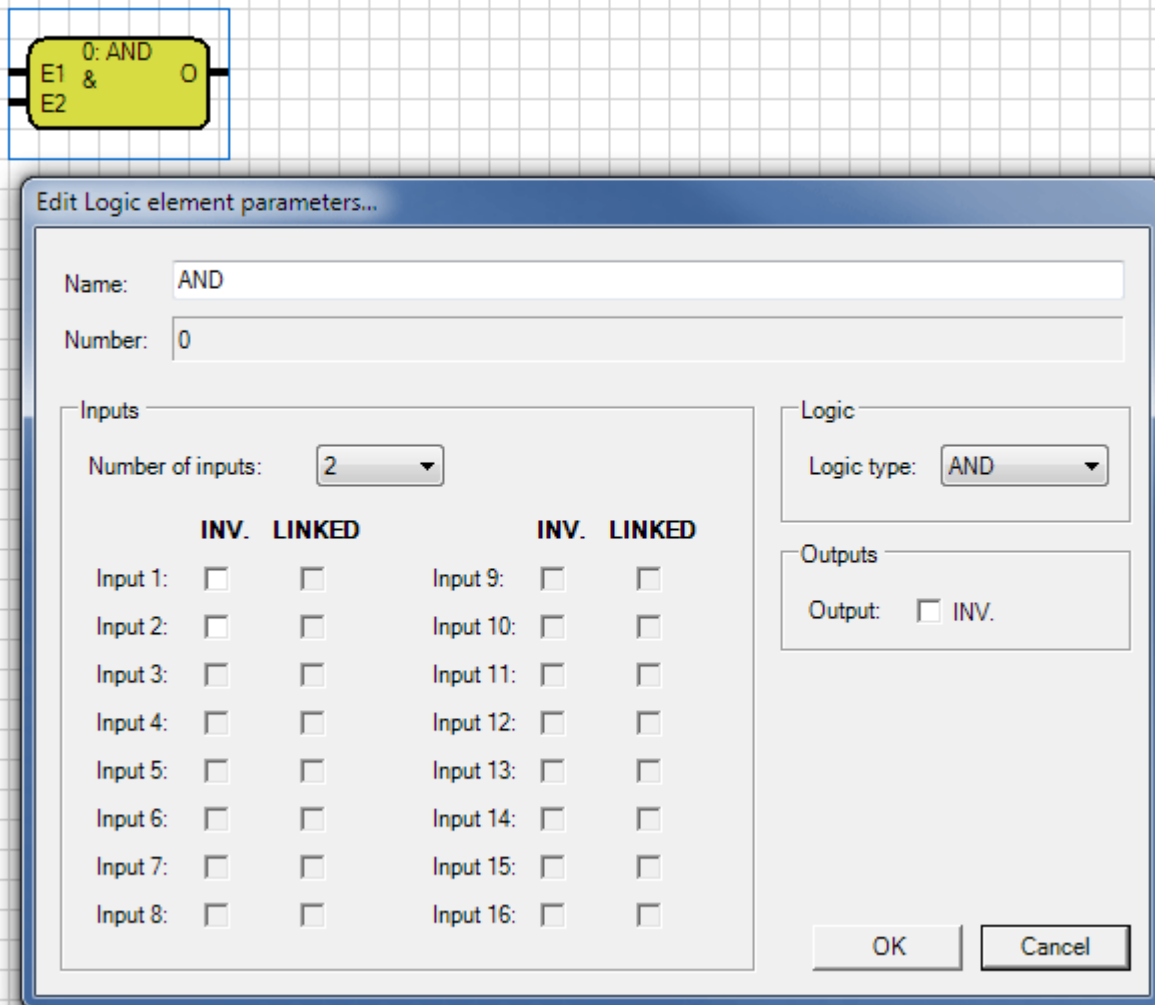 0: AND
E1 & O
E2
Edit Logic element parameters...
Name: AND
Number: 0
Inputs
Number of inputs: 2
INV. LINKED INV. LINKED
Input 1: Input 9:
Input 2: Input 10:
Input 3: Input 11:
Input 4: Input 12:
Input 5: Input 13:
Input 6: Input 14:
Input 7: Input 15:
Input 8: Input 16:
Logic
Logic type: AND
Outputs
Output: INV.
OK Cancel